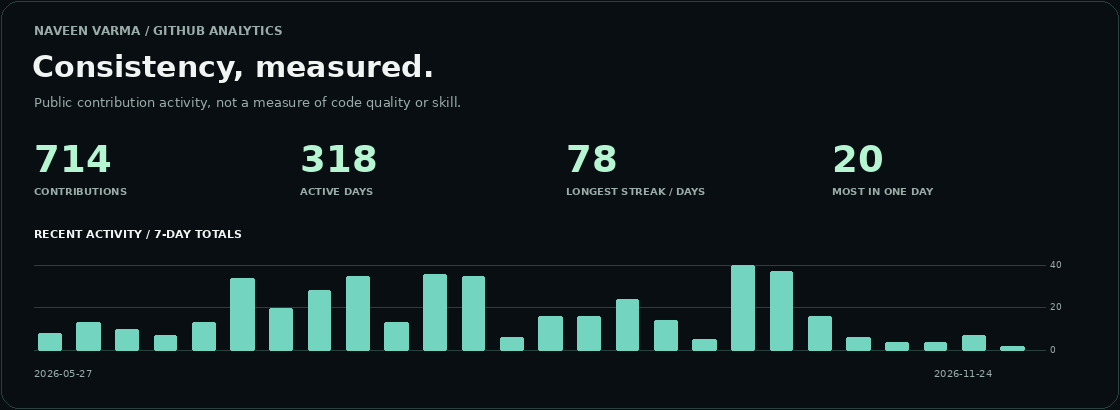 NAVEEN VARMA / GITHUB ANALYTICS
Consistency, measured.
Public contribution activity, not a measure of code quality or skill.
714 318 78 20
CONTRIBUTIONS ACTIVE DAYS LONGEST STREAK / DAYS MOST IN ONE DAY
RECENT ACTIVITY / 7-DAY TOTALS
40
20
0
2026-05-27 2026-11-24